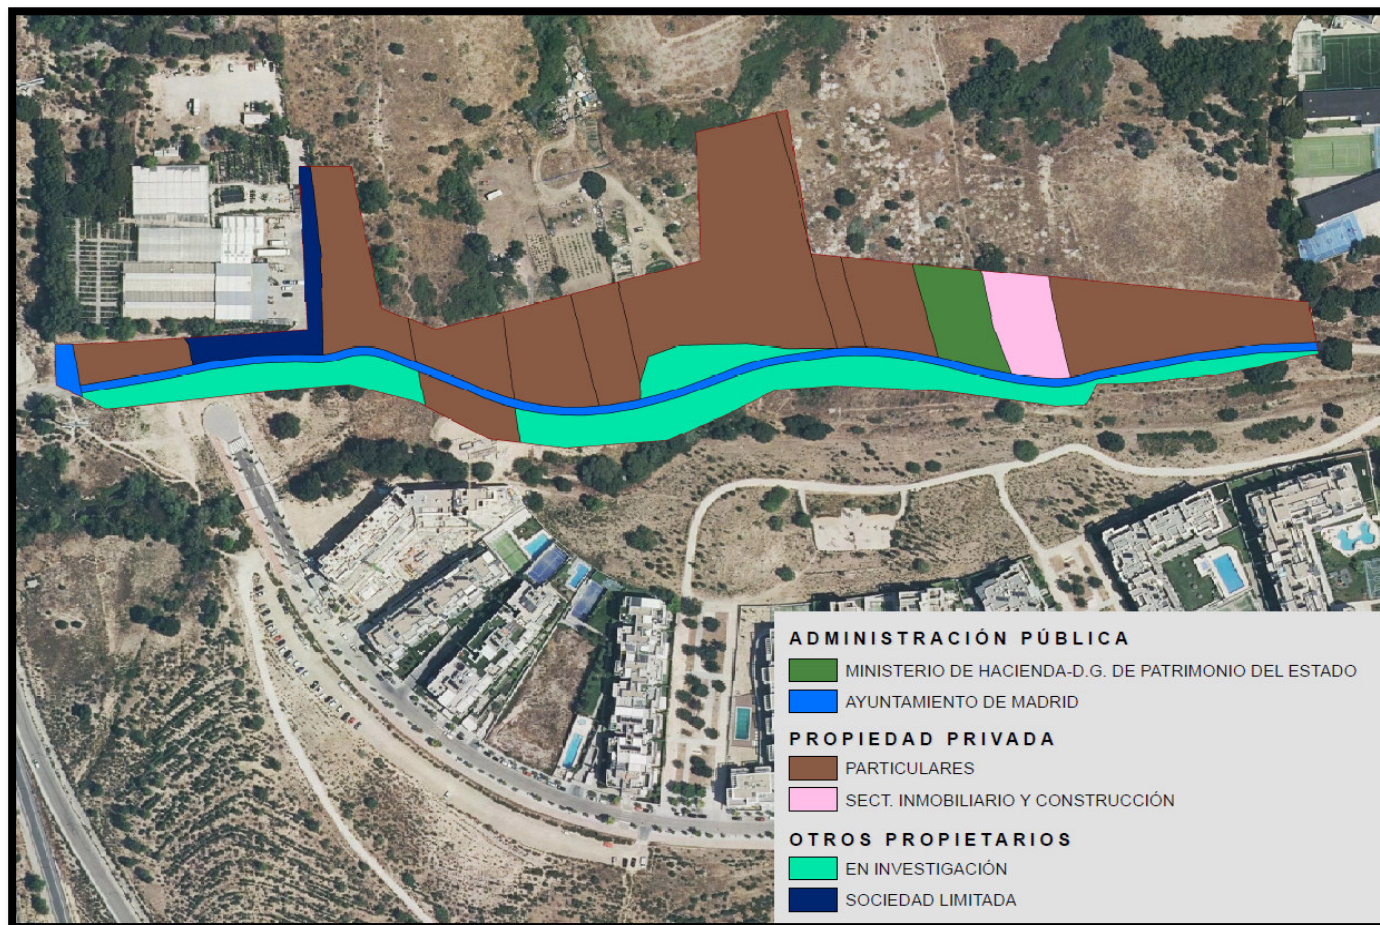 ADMINISTRACIÓN PÚBLICA
MINISTERIO DE HACIENDA-D.G. DE PATRIMONIO DEL ESTADO
AYUNTAMIENTO DE MADRID
PROPIEDAD PRIVADA
PARTICULARES
SECT. INMOBILIARIO Y CONSTRUCCIÓN
OTROS PROPIETARIOS
EN INVESTIGACIÓN
SOCIEDAD LIMITADA